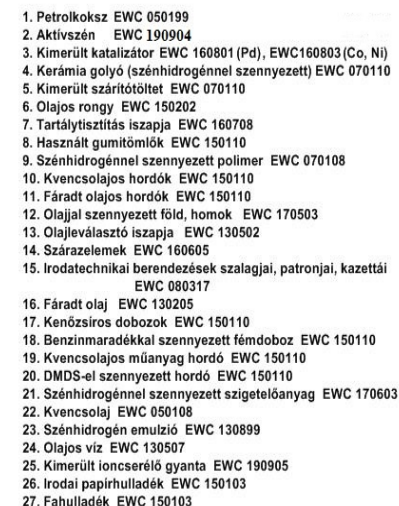 1. Petrolkoksz EWC 050199
2. Aktívszén EWC 190904
3. Kimerült katalizátor EWC 160801 (Pd), EWC160803 (Co, Ni)
4. Kerámia golyó (szénhidrogénnel szennyezett) EWC 070110
5. Kimerült szárítótöltet EWC 070110
6. Olajos rongy EWC 150202
7. Tartálytisztítás iszapja EWC 160708
8. Használt gumitömlők EWC 150110
9. Szénhidrogénnel szennyezett polimer EWC 070108
10. Kvencsolajos hordók EWC 150110
11. Fáradt olajos hordók EWC 150110
12. Olajjal szennyezett föld, homok EWC 170503
13. Olajleválasztó iszapja EWC 130502
14. Szárazelemek EWC 160605
15. Irodatechnikai berendezések szalagjai, patronjai, kazettái
EWC 080317
16. Fáradt olaj EWC 130205
17. Kenőzsíros dobozok EWC 150110
18. Benzinmaradékkal szennyezett fémdoboz EWC 150110
19. Kvencsolajos műanyag hordó EWC 150110
20. DMDS-el szennyezett hordó EWC 150110
21. Szénhidrogénnel szennyezett szigetelőanyag EWC 170603
22. Kvencsolaj EWC 050108
23. Szénhidrogén emulzió EWC 130899
24. Olajos víz EWC 130507
25. Kimerült ioncserélő gyanta EWC 190905
26. Irodai papírhulladék EWC 150103
27. Fahulladék EWC 150103